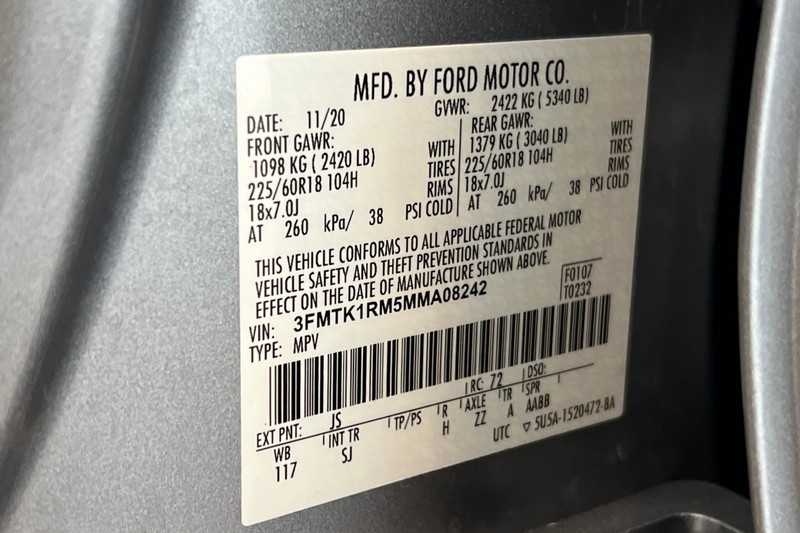 MFD. BY FORD MOTOR CO.
DATE: 11/20 GVWR: 2422 KG ( 5340 LB)
FRONT GAWR: REAR GAWR:
1098 KG ( 2420 LB) WITH 1379 KG ( 3040 LB) WITH
225/60R18 104H TIRES 225/60R18 104H TIRES
18x7.0J RIMS 18x7.0J RIMS
AT 260 kPa/ 38 PSI COLD AT 260 kPa/ 38 PSI COLD
THIS VEHICLE CONFORMS TO ALL APPLICABLE FEDERAL MOTOR
VEHICLE SAFETY AND THEFT PREVENTION STANDARDS IN
EFFECT ON THE DATE OF MANUFACTURE SHOWN ABOVE.
F0107
T0232
VIN: 3FMTK1RM5MMA08242
TYPE: MPV
EXT PNT: JS RC: 72 DSO:
WB INT TR TP/PS R AXLE TR SPR
117 SJ H ZZ A AABB
UTC ▽ 5U5A-1520472-BA